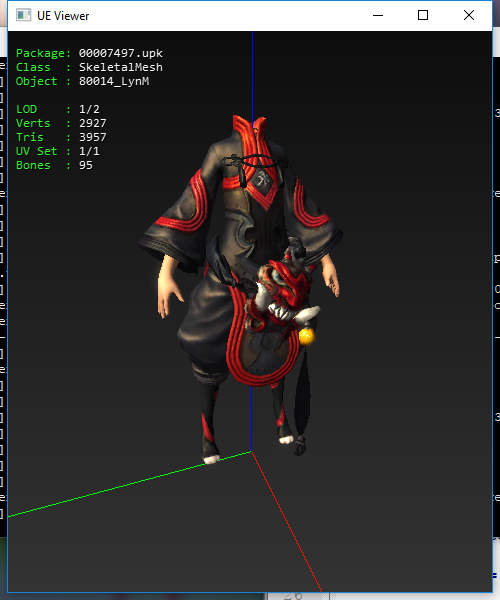 UE Viewer
Package: 00007497.upk
Class : SkeletalMesh
Object : 80014_LynM
LOD : 1/2
Verts : 2927
Tris : 3957
UV Set : 1/1
Bones : 95
26